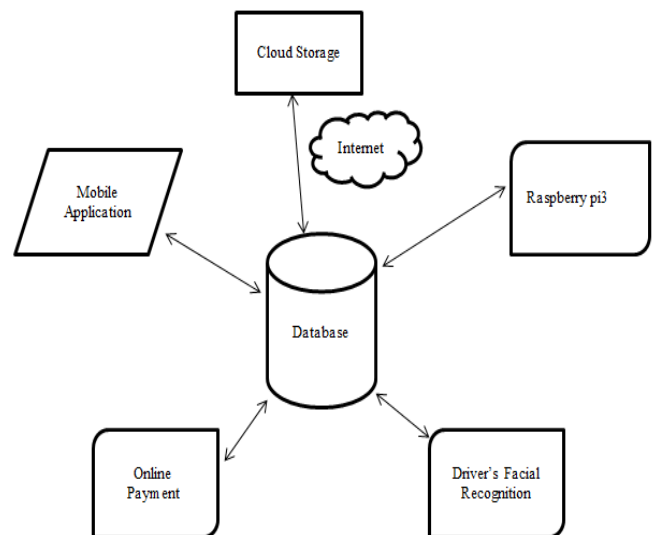 Cloud Storage
Internet
Mobile
Application
Raspberry pi3
Database
Online
Payment
Driver's Facial
Recognition